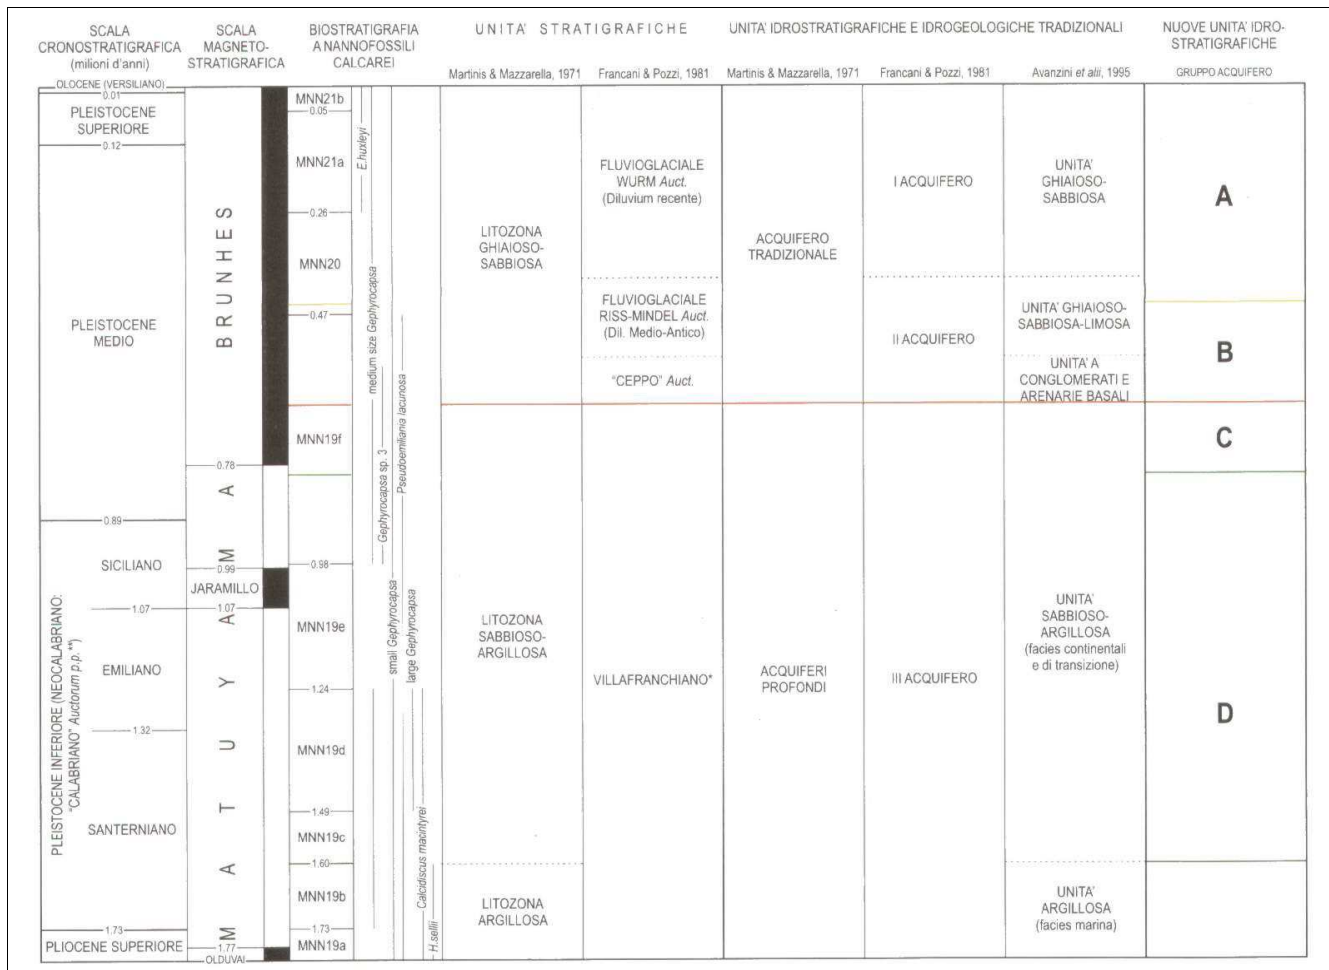 SCALA
CRONOSTRATIGRAFICA
(milioni d'anni)
SCALA
MAGNETO-
STRATIGRAFICA
BIOSTRATIGRAFIA
A NANNOFOSSILI
CALCAREI
UNITA' STRATIGRAFICHE
Martinis & Mazzarella, 1971
Francani & Pozzi, 1981
UNITA' IDROSTRATIGRAFICHE E IDROGEOLOGICHE TRADIZIONALI
Martinis & Mazzarella, 1971
Francani & Pozzi, 1981
Avanzini et alii, 1995
NUOVE UNITA' IDRO-
STRATIGRAFICHE
GRUPPO ACQUIFERO
OLOCENE (VERSILIANO)
0.01
PLEISTOCENE
SUPERIORE
0.12
PLEISTOCENE
MEDIO
0.89
PLEISTOCENE INFERIORE (NEOCALABRIANO:
"CALABRIANO" Auctorum p.p.**)
SICILIANO
1.07
EMILIANO
1.32
SANTERNIANO
1.73
PLIOCENE SUPERIORE
BRUNHES
0.78
MATUYAMA
0.99
JARAMILLO
1.07
1.77
OLDUVAI
MNN21b
0.05
MNN21a
0.26
MNN20
0.47
MNN19f
0.98
MNN19e
1.24
MNN19d
1.49
MNN19c
1.60
MNN19b
1.73
MNN19a
E.huxleyi
medium size Gephyrocapsa
Gephyrocapsa sp. 3
Pseudoemiliania lacunosa
small Gephyrocapsa
large Gephyrocapsa
Calcidiscus macintyrei
H.sellii
LITOZONA
GHIAIOSO-
SABBIOSA
LITOZONA
SABBIOSO-
ARGILLOSA
LITOZONA
ARGILLOSA
FLUVIOGLACIALE
WURM Auct.
(Diluvium recente)
FLUVIOGLACIALE
RISS-MINDEL Auct.
(Dil. Medio-Antico)
"CEPPO" Auct.
VILLAFRANCHIANO*
ACQUIFERO
TRADIZIONALE
ACQUIFERI
PROFONDI
I ACQUIFERO
II ACQUIFERO
III ACQUIFERO
UNITA'
GHIAIOSO-
SABBIOSA
UNITA' GHIAIOSO-
SABBIOSA-LIMOSA
UNITA' A
CONGLOMERATI E
ARENARIE BASALI
UNITA'
SABBIOSO-
ARGILLOSA
(facies continentali
e di transizione)
UNITA'
ARGILLOSA
(facies marina)
A
B
C
D